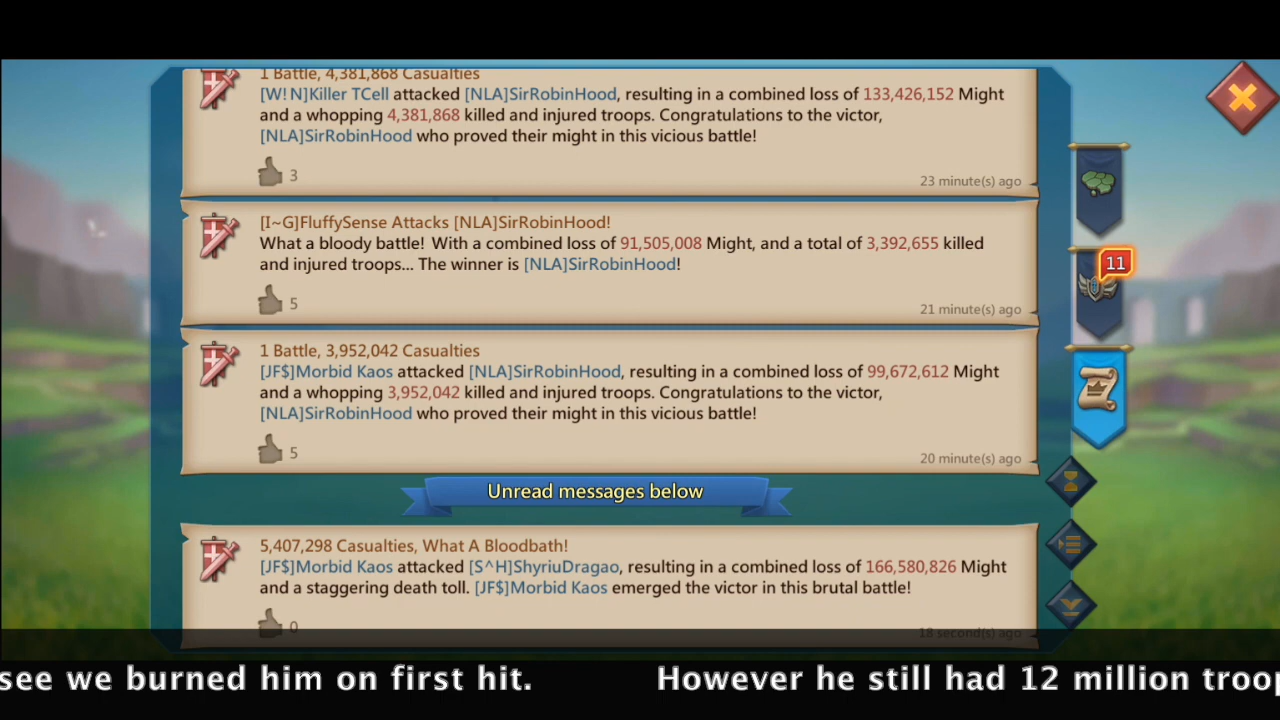 1 Battle, 4,381,868 Casualties
[W! N]Killer TCell attacked [NLA]SirRobinHood, resulting in a combined loss of 133,426,152 Might
and a whopping 4,381,868 killed and injured troops. Congratulations to the victor,
[NLA]SirRobinHood who proved their might in this vicious battle!
3
23 minute(s) ago
[I~G]FluffySense Attacks [NLA]SirRobinHood!
What a bloody battle! With a combined loss of 91,505,008 Might, and a total of 3,392,655 killed
and injured troops... The winner is [NLA]SirRobinHood!
5
21 minute(s) ago
11
1 Battle, 3,952,042 Casualties
[JF$]Morbid Kaos attacked [NLA]SirRobinHood, resulting in a combined loss of 99,672,612 Might
and a whopping 3,952,042 killed and injured troops. Congratulations to the victor,
[NLA]SirRobinHood who proved their might in this vicious battle!
5
20 minute(s) ago
Unread messages below
5,407,298 Casualties, What A Bloodbath!
[JF$]Morbid Kaos attacked [S^H]ShyriuDragao, resulting in a combined loss of 166,580,826 Might
and a staggering death toll. [JF$]Morbid Kaos emerged the victor in this brutal battle!
0
18 second(s) ago
see we burned him on first hit. However he still had 12 million troop